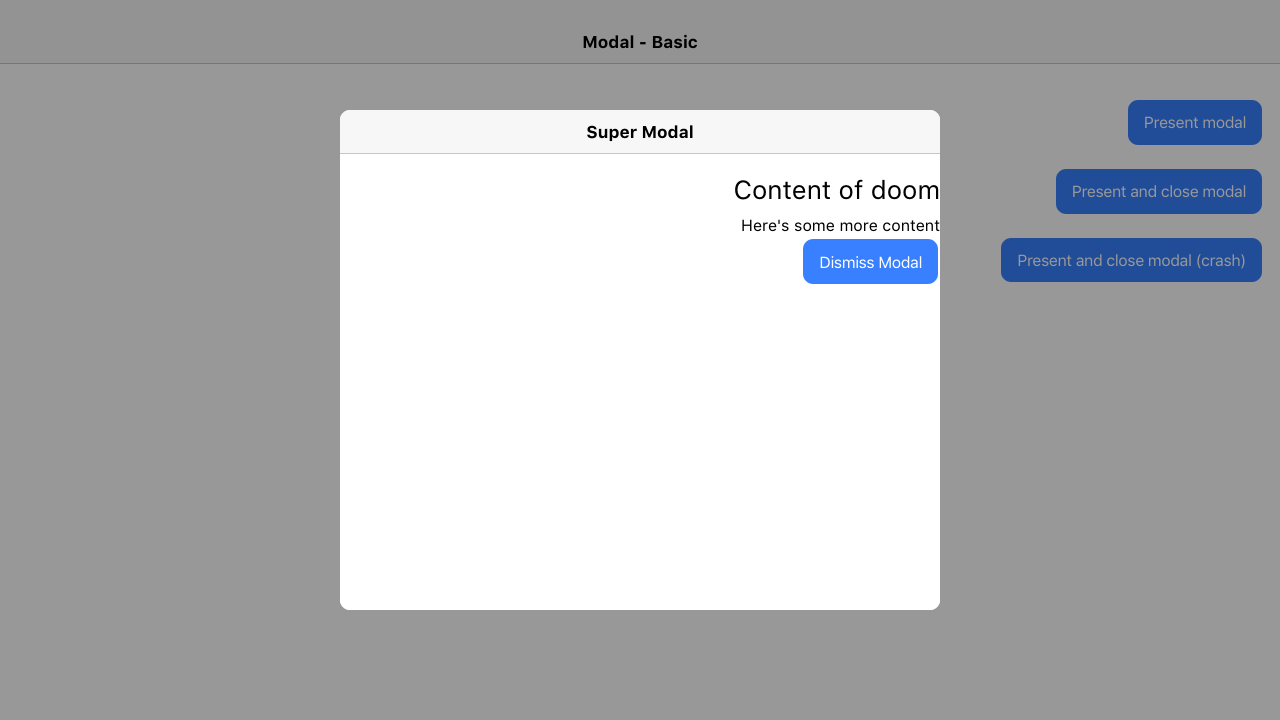 Modal - Basic
Super Modal
Content of doom
Here's some more content
Dismiss Modal
Present modal
Present and close modal
Present and close modal (crash)